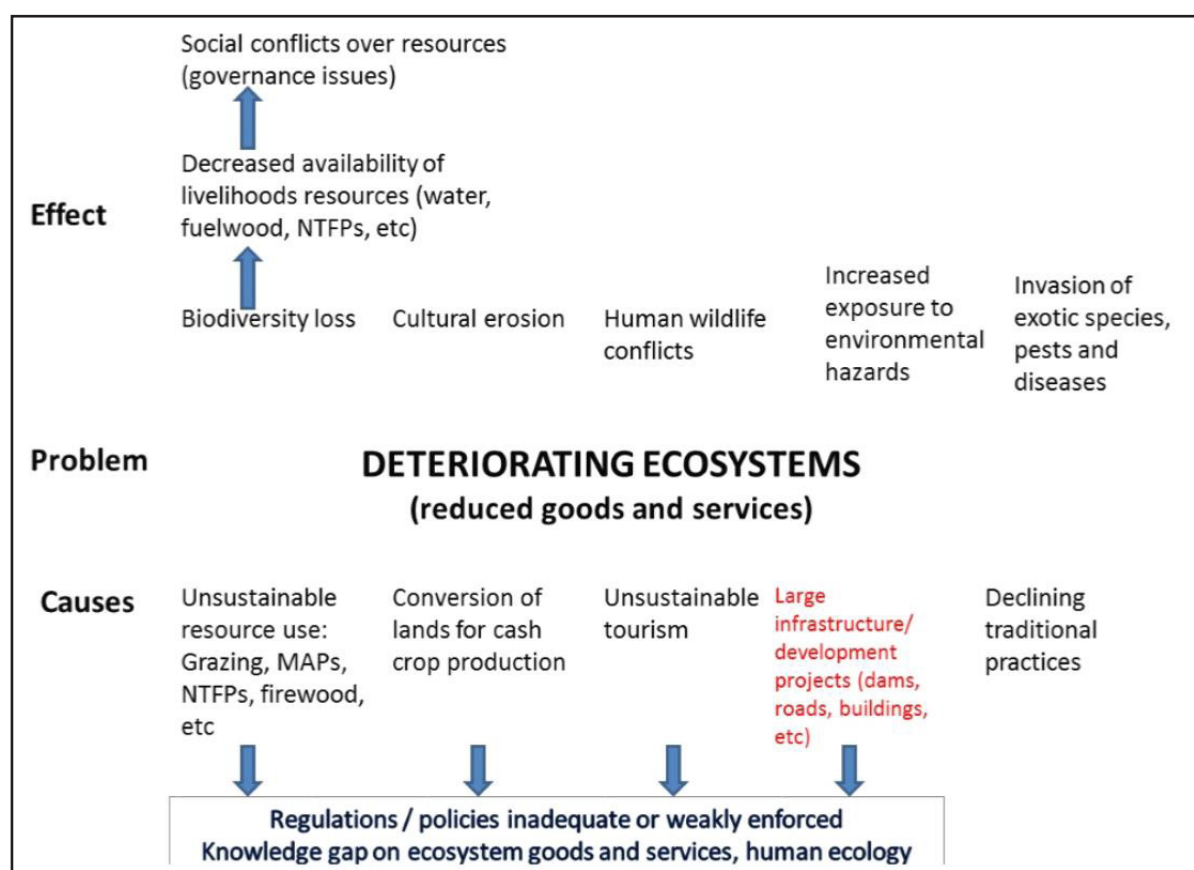 Social conflicts over resources
(governance issues)
Decreased availability of
livelihoods resources (water,
fuelwood, NTFPs, etc)
Effect
Biodiversity loss
Cultural erosion
Human wildlife
conflicts
Increased
exposure to
environmental
hazards
Invasion of
exotic species,
pests and
diseases
Problem
DETERIORATING ECOSYSTEMS
(reduced goods and services)
Causes
Unsustainable
resource use:
Grazing, MAPs,
NTFPs, firewood,
etc
Conversion of
lands for cash
crop production
Unsustainable
tourism
Large
infrastructure/
development
projects (dams,
roads, buildings,
etc)
Declining
traditional
practices
Regulations / policies inadequate or weakly enforced
Knowledge gap on ecosystem goods and services, human ecology